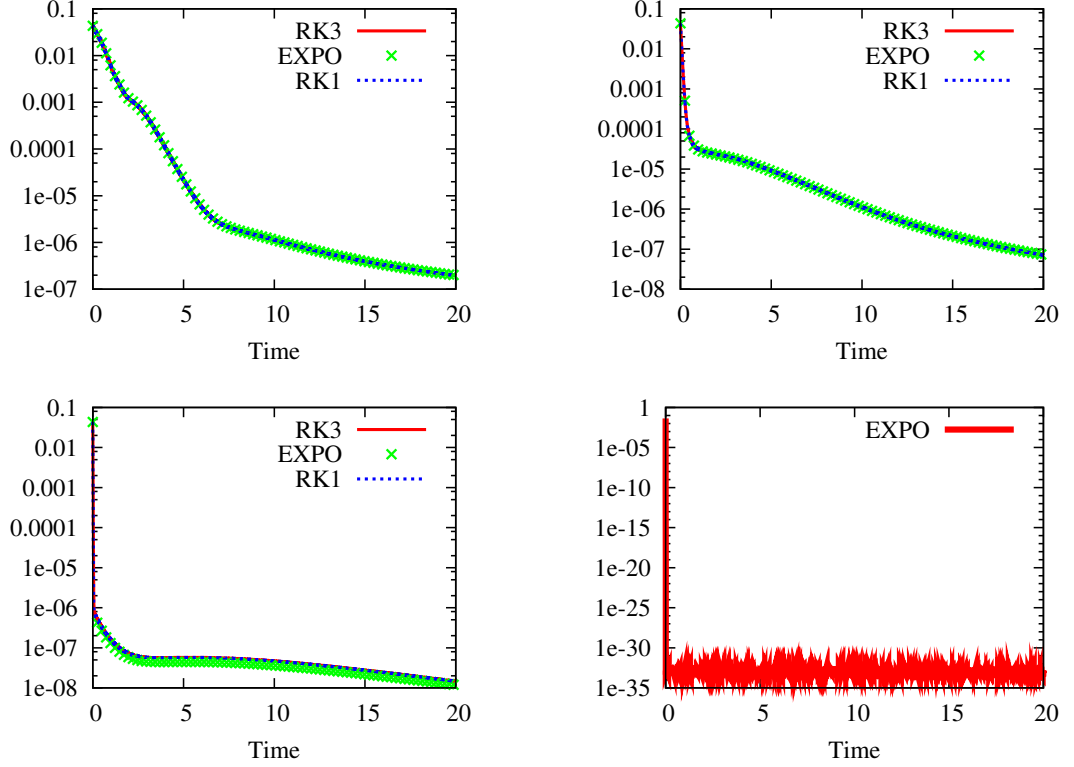 0.1
0.01
0.001
0.0001
1e-05
1e-06
1e-07
0 5 10 15 20
Time
RK3
EXPO
RK1
0.1
0.01
0.001
0.0001
1e-05
1e-06
1e-07
1e-08
0 5 10 15 20
Time
RK3
EXPO
RK1
0.1
0.01
0.001
0.0001
1e-05
1e-06
1e-07
1e-08
0 5 10 15 20
Time
RK3
EXPO
RK1
1
1e-05
1e-10
1e-15
1e-20
1e-25
1e-30
1e-35
0 5 10 15 20
Time
EXPO